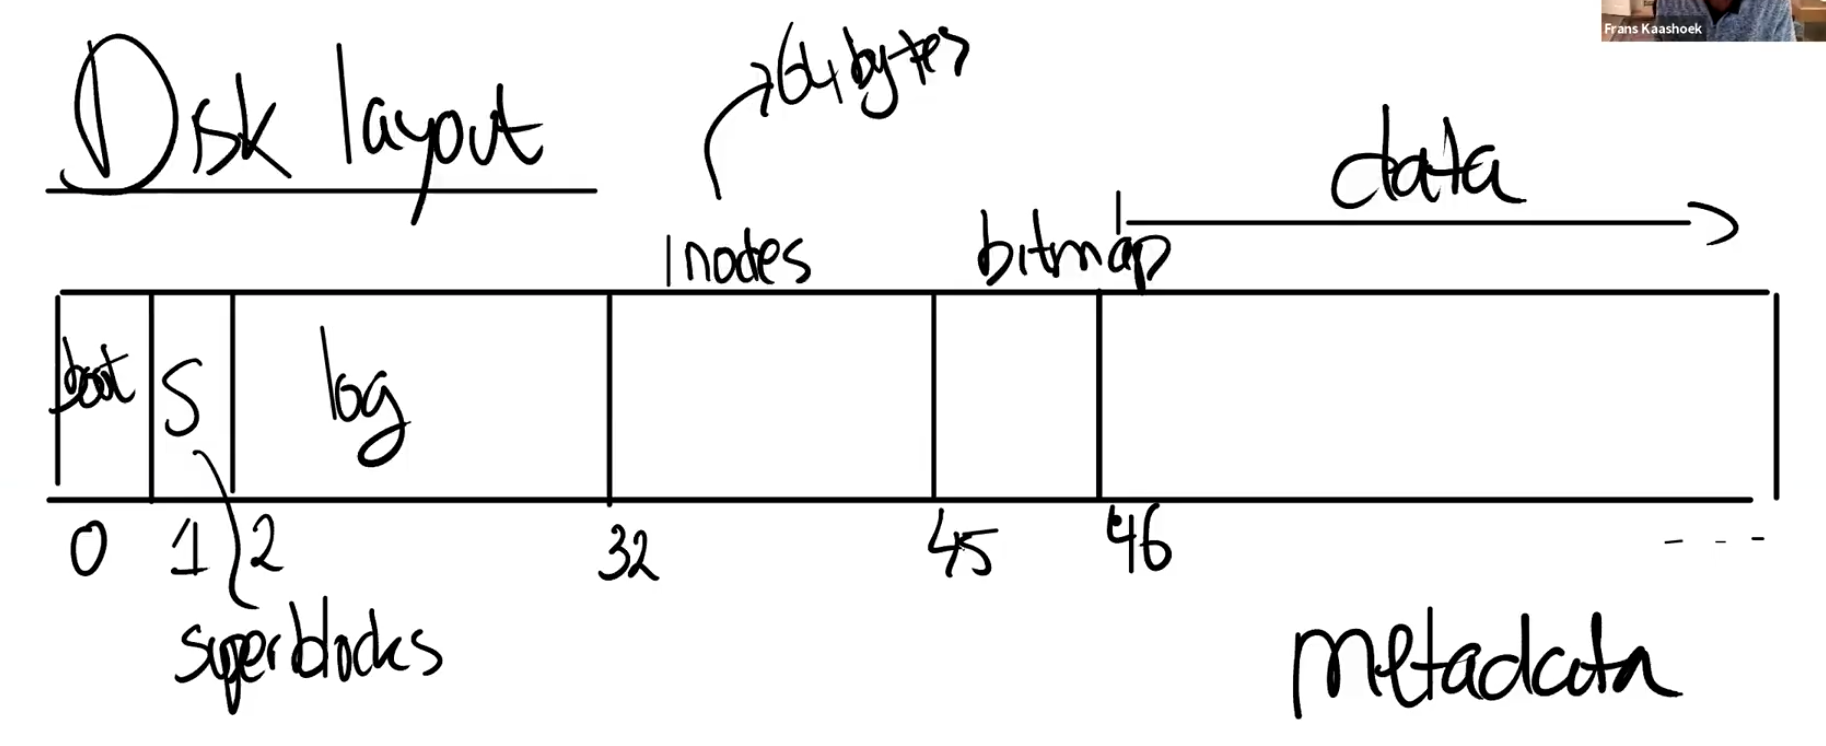 Frans Kaashoek
Disk layout
64 bytes
data
inodes
bitmap
boot
S
log
0 1 2 32 45 46 ---
superblocks
metadata